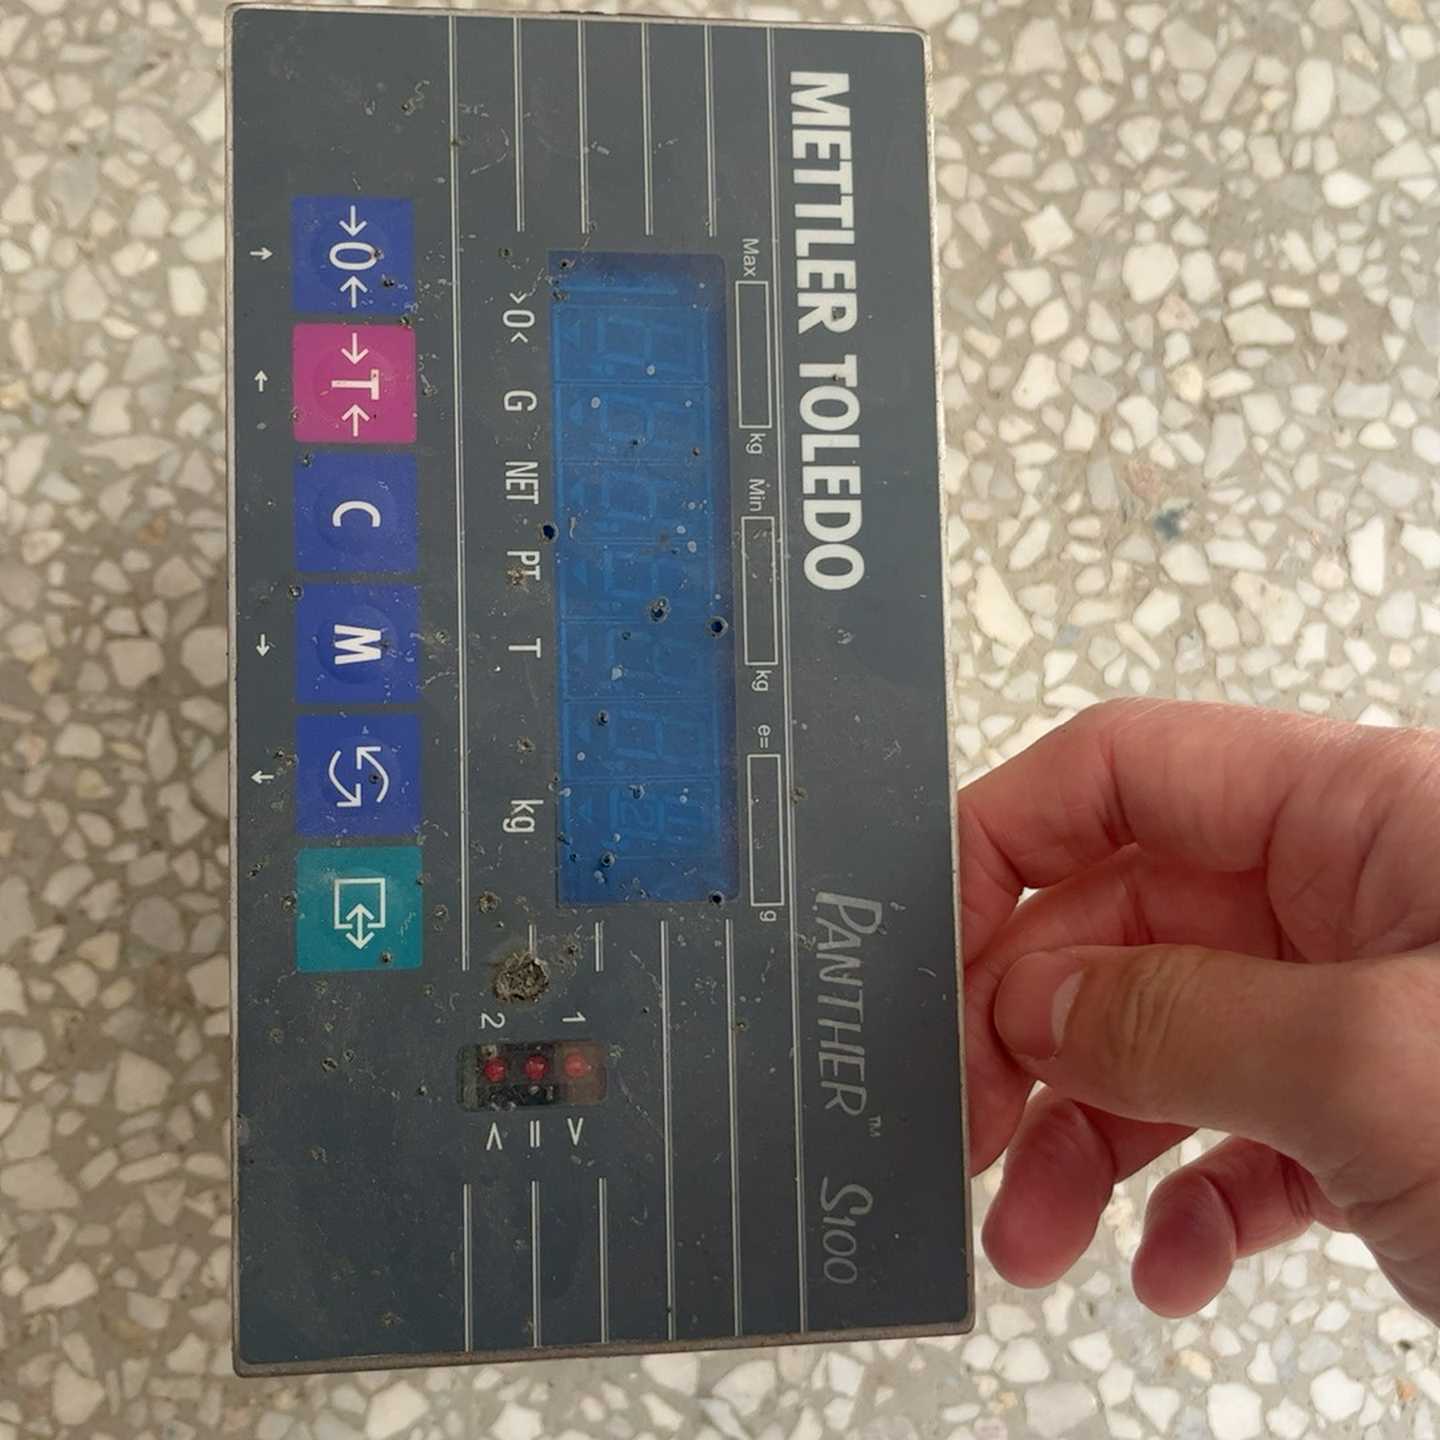 METTLER TOLEDO
PANTHER™ S100
Max kg Min kg e= g
>0< G NET PT T kg
1
2
< = >
→0← →T← C M
→ ← → ←